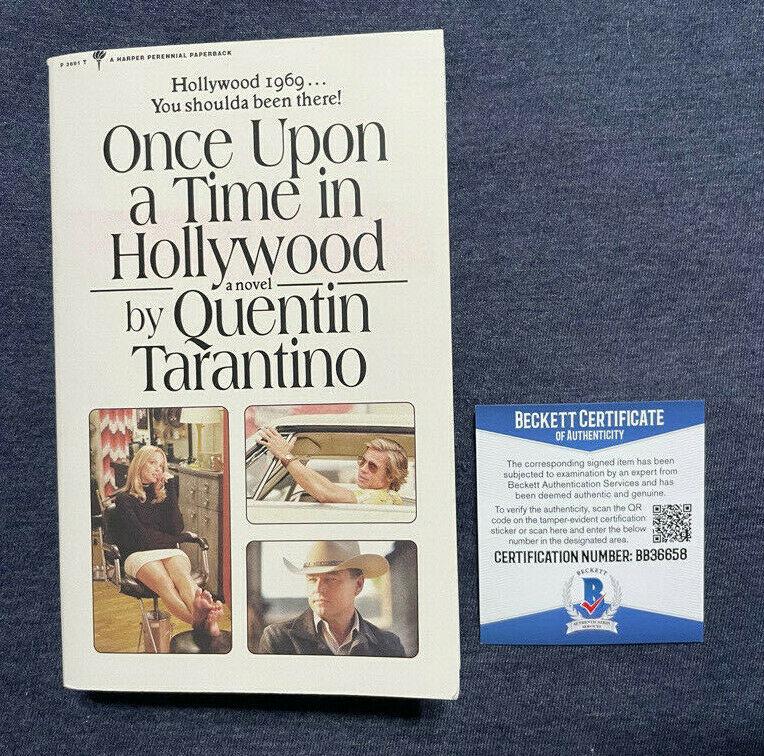 P 2691 T
A HARPER PERENNIAL PAPERBACK
Hollywood 1969...
You shoulda been there!
Once Upon
a Time in
Hollywood
a novel
by Quentin
Tarantino
BECKETT CERTIFICATE
OF AUTHENTICITY
The corresponding signed item has been
subjected to examination by an expert from
Beckett Authentication Services and has
been deemed authentic and genuine.
To verify the authenticity, scan the QR
code on the tamper-evident certification
sticker or scan here and enter the below
number in the designated area.
CERTIFICATION NUMBER: BB36658
BECKETT
B
AUTHENTICATION
SERVICES